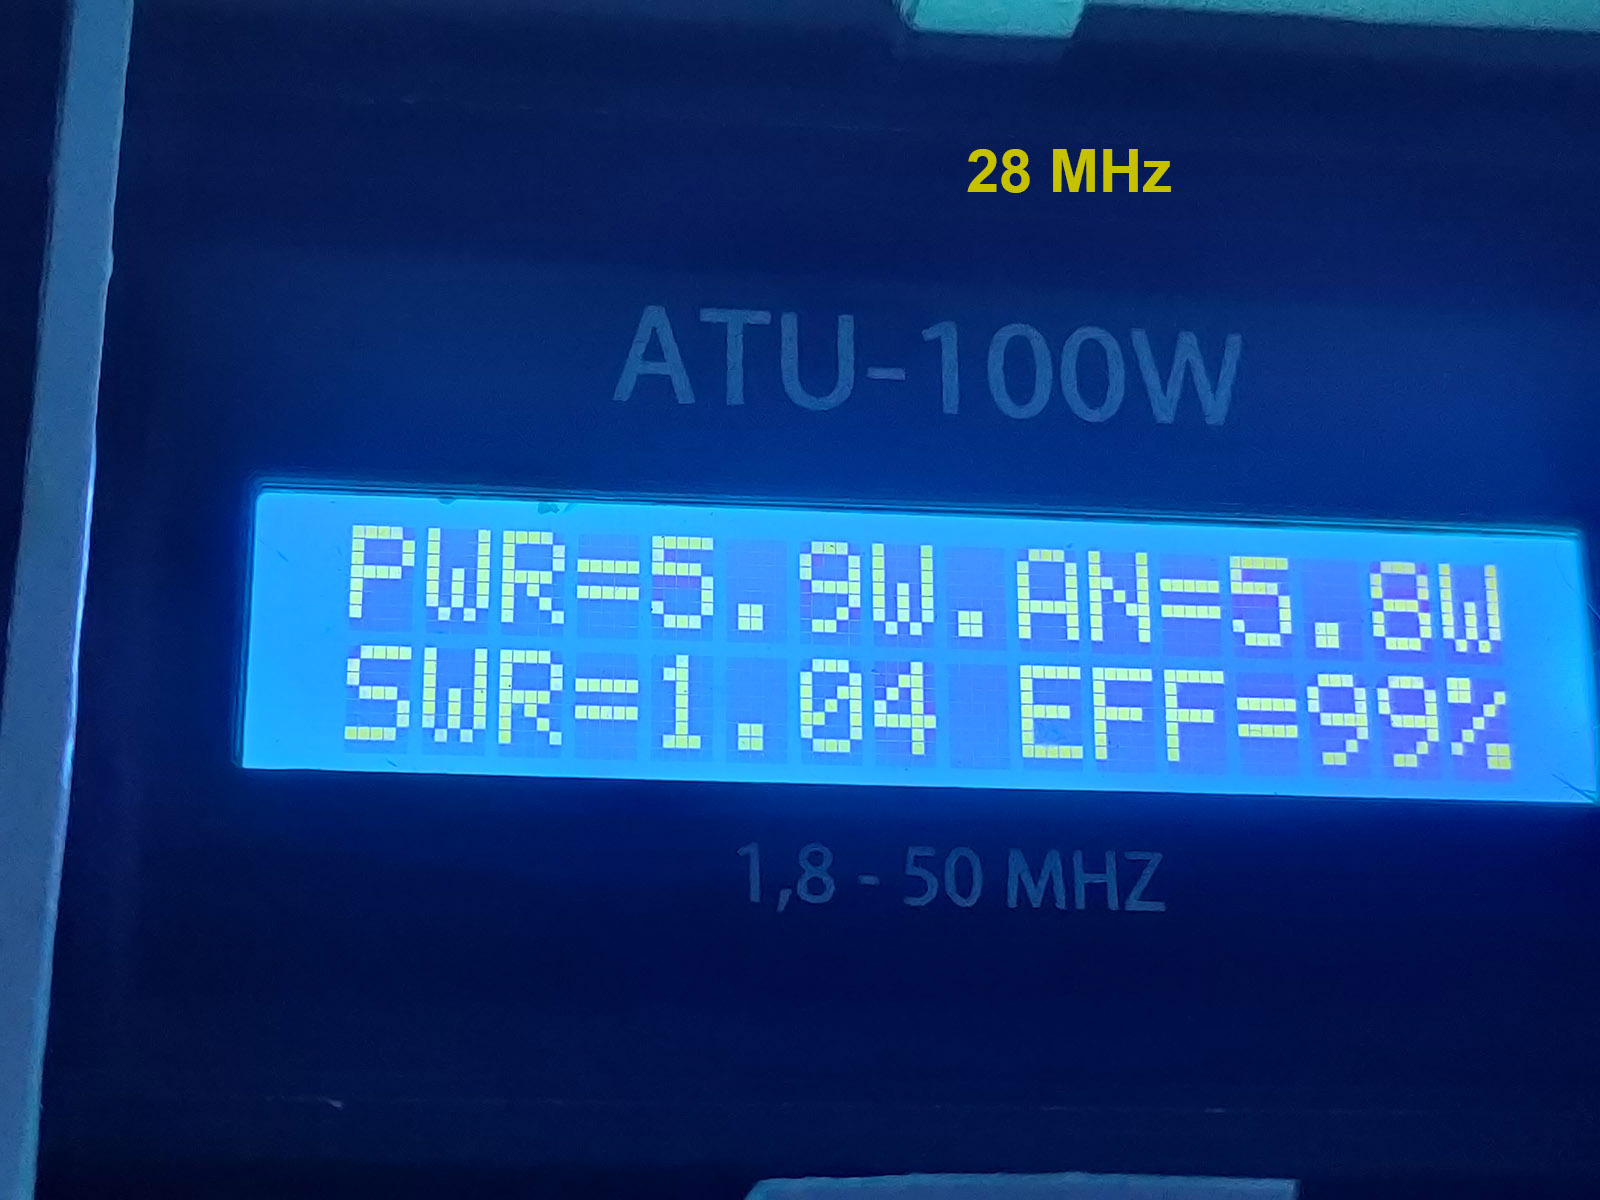 28 MHz
ATU-100W
PWR=5.9W.AN=5.8W
SWR=1.04 EFF=99%
1,8 - 50 MHZ